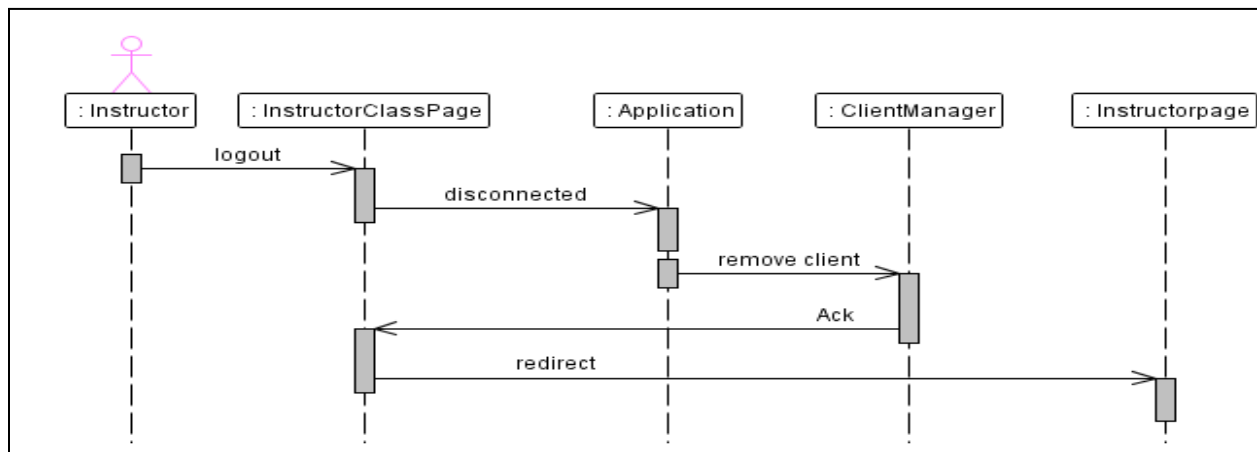 : Instructor
: InstructorClassPage
: Application
: ClientManager
: Instructorpage
logout
disconnected
remove client
Ack
redirect